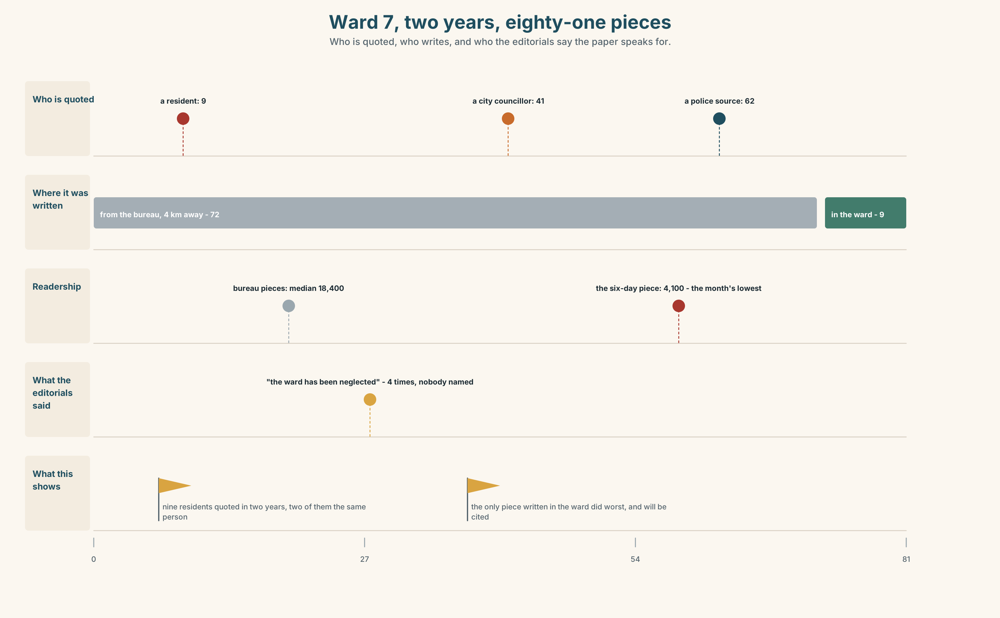 Ward 7, two years, eighty-one pieces
Who is quoted, who writes, and who the editorials say the paper speaks for.
Who is quoted
a resident: 9
a city councillor: 41
a police source: 62
Where it was
written
from the bureau, 4 km away - 72
in the ward - 9
Readership
bureau pieces: median 18,400
the six-day piece: 4,100 - the month's lowest
What the
editorials
said
"the ward has been neglected" - 4 times, nobody named
What this
shows
nine residents quoted in two years, two of them the same
person
the only piece written in the ward did worst, and will be
cited
0
27
54
81